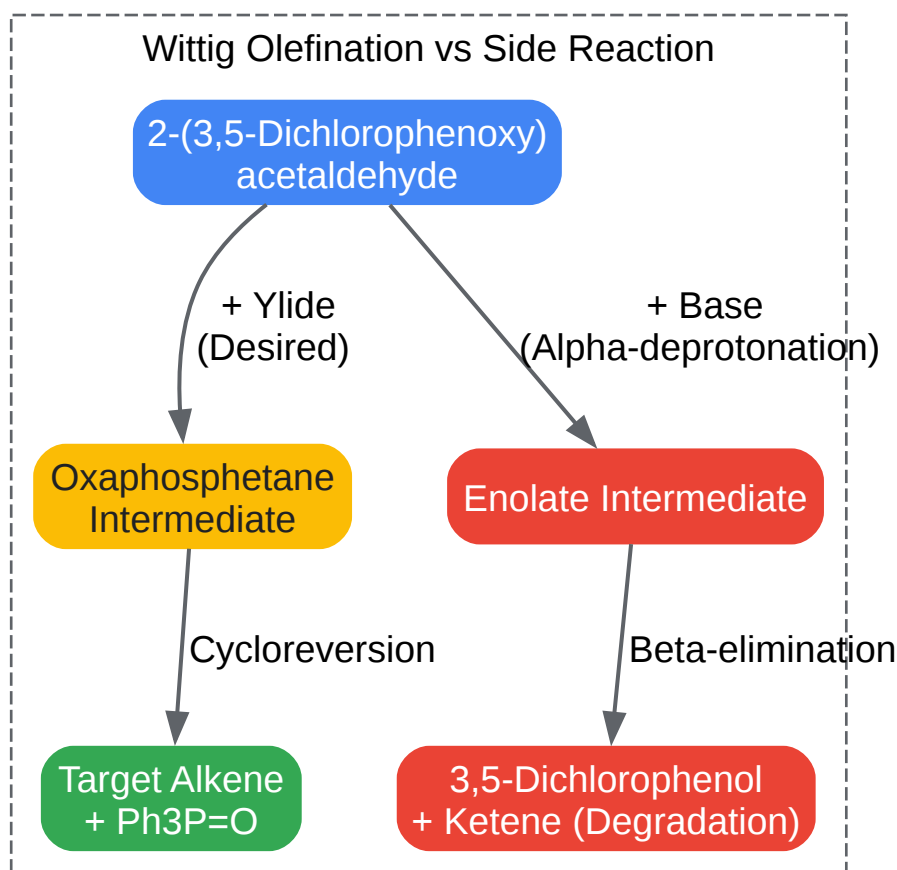 Wittig Olefination vs Side Reaction
2-(3,5-Dichlorophenoxy)
acetaldehyde
+ Ylide
(Desired)
+ Base
(Alpha-deprotonation)
Oxaphosphetane
Intermediate
Enolate Intermediate
Cycloreversion
Beta-elimination
Target Alkene
+ Ph3P=O
3,5-Dichlorophenol
+ Ketene (Degradation)